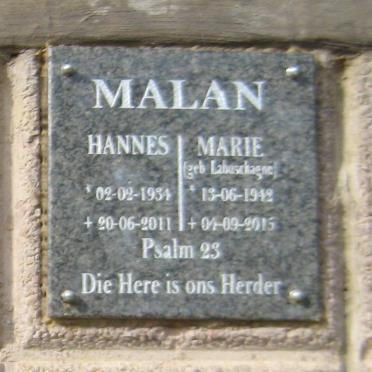 MALAN
HANNES MARIE
(geb Labuschagne)
* 02-02-1934 * 13-06-1942
+ 20-06-2011 + 04-09-2015
Psalm 23
Die Here is ons Herder